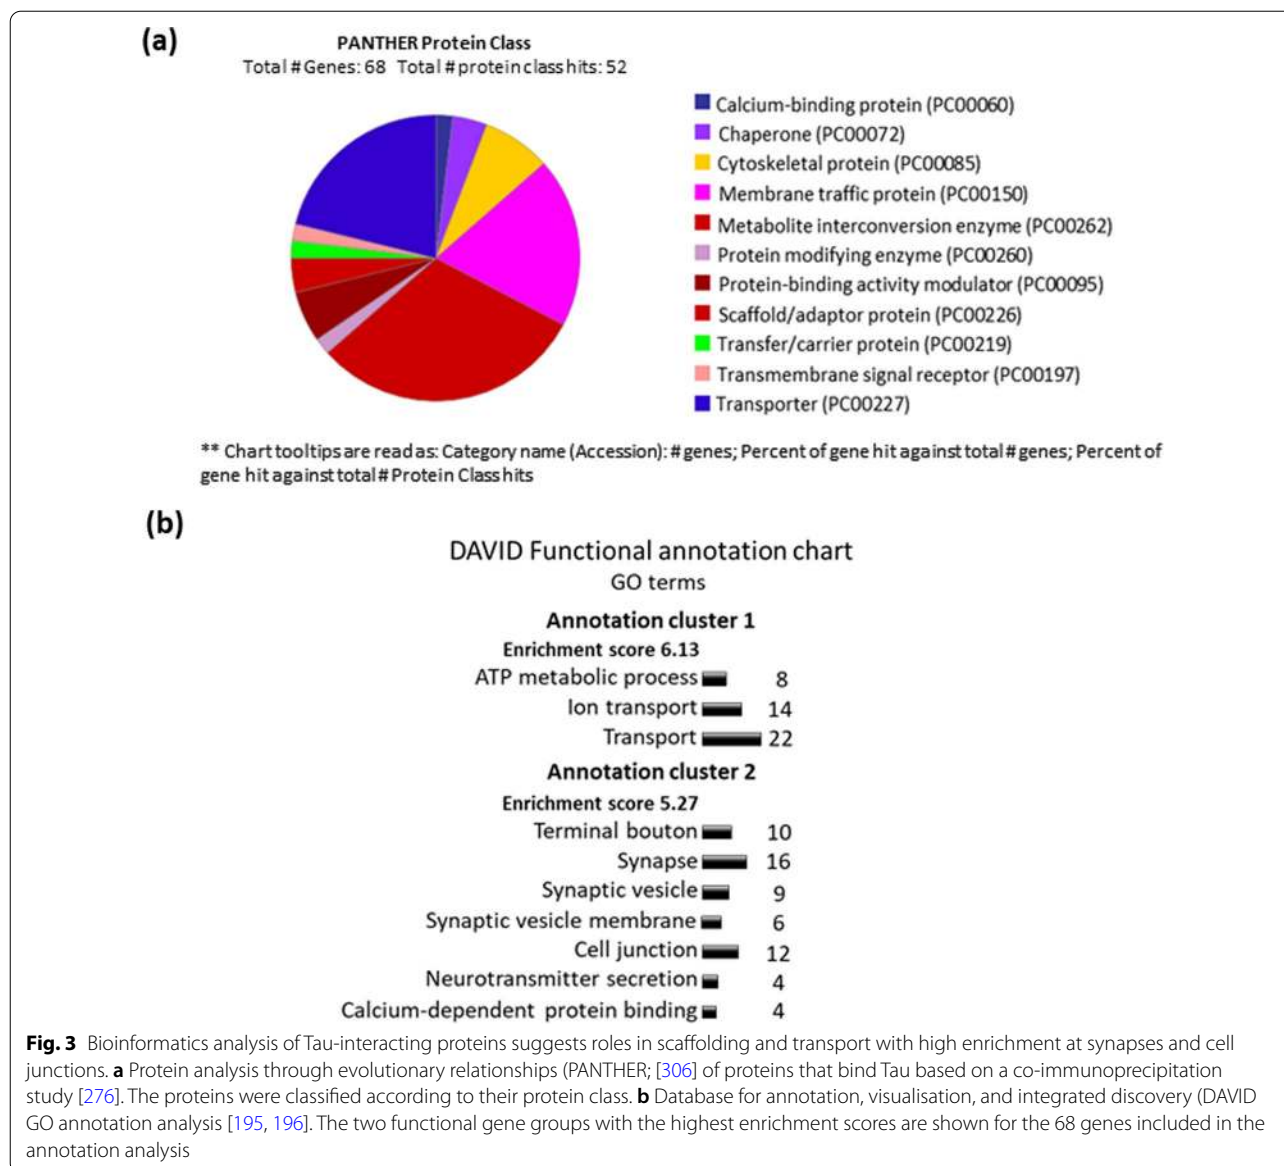 (a)
PANTHER Protein Class
Total # Genes: 68 Total # protein class hits: 52
Calcium-binding protein (PC00060)
Chaperone (PC00072)
Cytoskeletal protein (PC00085)
Membrane traffic protein (PC00150)
Metabolite interconversion enzyme (PC00262)
Protein modifying enzyme (PC00260)
Protein-binding activity modulator (PC00095)
Scaffold/adaptor protein (PC00226)
Transfer/carrier protein (PC00219)
Transmembrane signal receptor (PC00197)
Transporter (PC00227)
** Chart tooltips are read as: Category name (Accession): # genes; Percent of gene hit against total # genes; Percent of
gene hit against total # Protein Class hits
(b)
DAVID Functional annotation chart
GO terms
Annotation cluster 1
Enrichment score 6.13
ATP metabolic process 8
Ion transport 14
Transport 22
Annotation cluster 2
Enrichment score 5.27
Terminal bouton 10
Synapse 16
Synaptic vesicle 9
Synaptic vesicle membrane 6
Cell junction 12
Neurotransmitter secretion 4
Calcium-dependent protein binding 4
Fig. 3 Bioinformatics analysis of Tau-interacting proteins suggests roles in scaffolding and transport with high enrichment at synapses and cell
junctions. a Protein analysis through evolutionary relationships (PANTHER; [306] of proteins that bind Tau based on a co-immunoprecipitation
study [276]. The proteins were classified according to their protein class. b Database for annotation, visualisation, and integrated discovery (DAVID
GO annotation analysis [195, 196]. The two functional gene groups with the highest enrichment scores are shown for the 68 genes included in the
annotation analysis